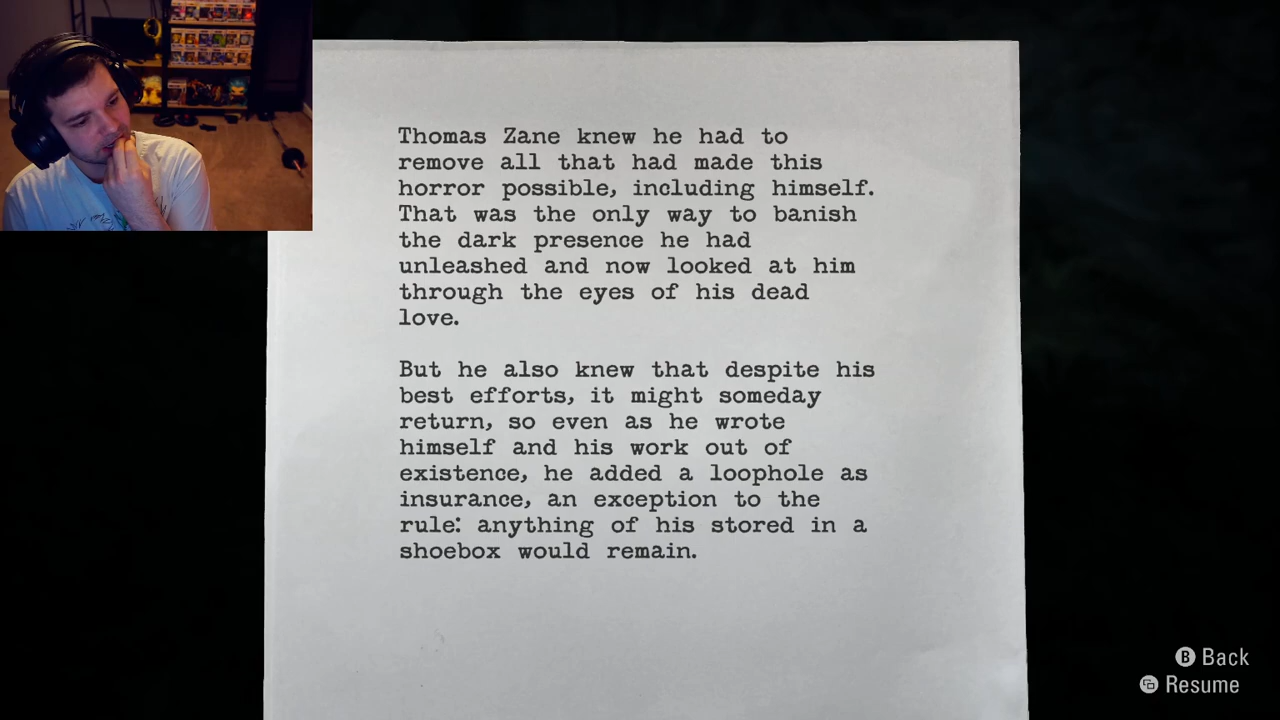 Thomas Zane knew he had to
remove all that had made this
horror possible, including himself.
That was the only way to banish
the dark presence he had
unleashed and now looked at him
through the eyes of his dead
love.
But he also knew that despite his
best efforts, it might someday
return, so even as he wrote
himself and his work out of
existence, he added a loophole as
insurance, an exception to the
rule: anything of his stored in a
shoebox would remain.
B Back
Resume